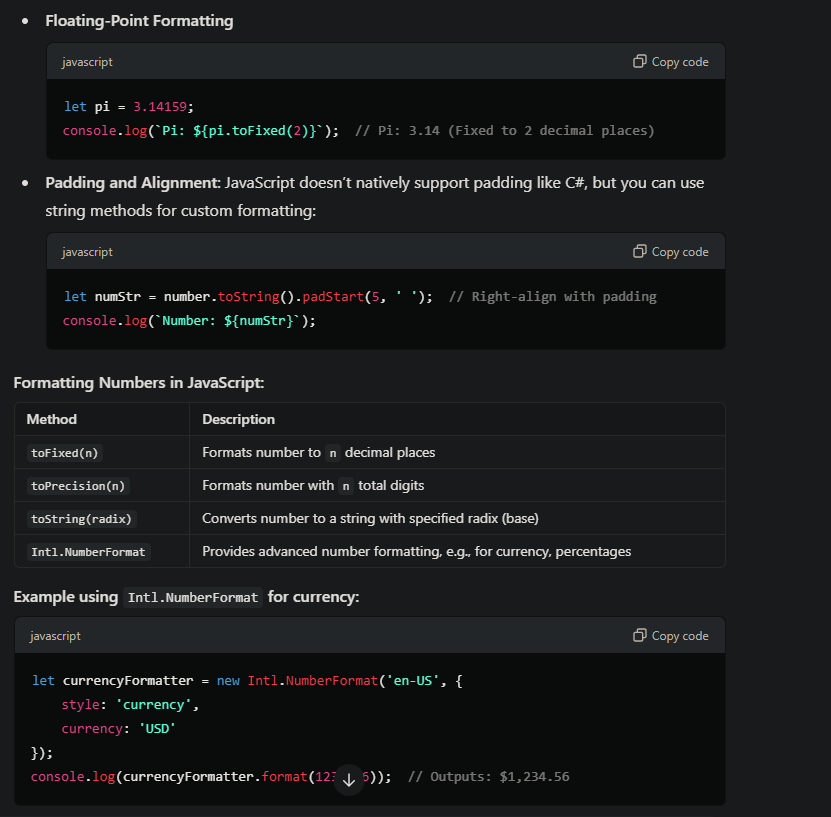 Floating-Point Formatting
javascript
Copy code
let pi = 3.14159;
console.log(`Pi: ${pi.toFixed(2)}`);  // Pi: 3.14 (Fixed to 2 decimal places)
Padding and Alignment: JavaScript doesn’t natively support padding like C#, but you can use
string methods for custom formatting:
javascript
Copy code
let numStr = number.toString().padStart(5, ' ');  // Right-align with padding
console.log(`Number: ${numStr}`);
Formatting Numbers in JavaScript:
Method Description
toFixed(n) Formats number to n decimal places
toPrecision(n) Formats number with n total digits
toString(radix) Converts number to a string with specified radix (base)
Intl.NumberFormat Provides advanced number formatting, e.g., for currency, percentages
Example using Intl.NumberFormat for currency:
javascript
Copy code
let currencyFormatter = new Intl.NumberFormat('en-US', {
    style: 'currency',
    currency: 'USD'
});
console.log(currencyFormatter.format(12 6));  // Outputs: $1,234.56